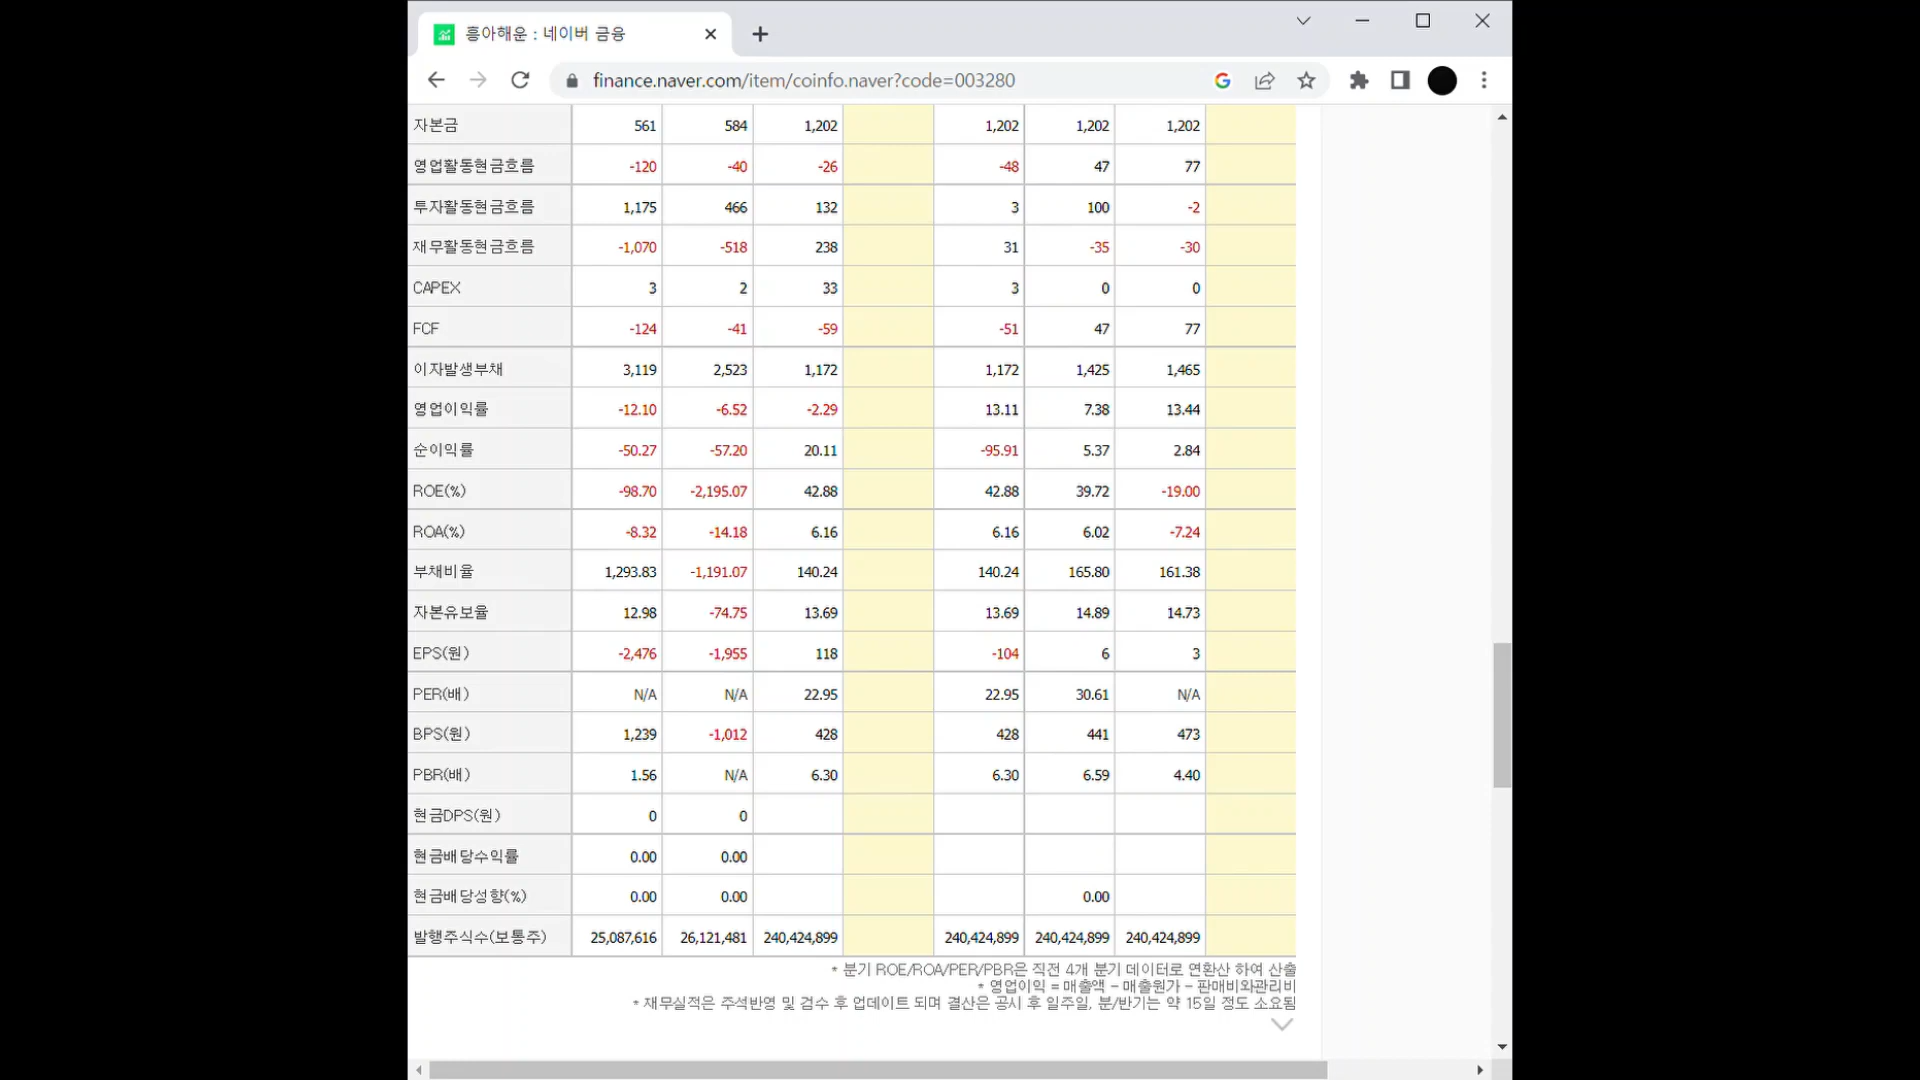 흥아해운 : 네이버 금융
finance.naver.com/item/coinfo.naver?code=003280
자본금 561 584 1,202 1,202 1,202 1,202
영업활동현금흐름 -120 -40 -26 -48 47 77
투자활동현금흐름 1,175 466 132 3 100 -2
재무활동현금흐름 -1,070 -518 238 31 -35 -30
CAPEX 3 2 33 3 0 0
FCF -124 -41 -59 -51 47 77
이자발생부채 3,119 2,523 1,172 1,172 1,425 1,465
영업이익률 -12.10 -6.52 -2.29 13.11 7.38 13.44
순이익률 -50.27 -57.20 20.11 -95.91 5.37 2.84
ROE(%) -98.70 -2,195.07 42.88 42.88 39.72 -19.00
ROA(%) -8.32 -14.18 6.16 6.16 6.02 -7.24
부채비율 1,293.83 -1,191.07 140.24 140.24 165.80 161.38
자본유보율 12.98 -74.75 13.69 13.69 14.89 14.73
EPS(원) -2,476 -1,955 118 -104 6 3
PER(배) N/A N/A 22.95 22.95 30.61 N/A
BPS(원) 1,239 -1,012 428 428 441 473
PBR(배) 1.56 N/A 6.30 6.30 6.59 4.40
현금DPS(원) 0 0
현금배당수익률 0.00 0.00
현금배당성향(%) 0.00 0.00 0.00
발행주식수(보통주) 25,087,616 26,121,481 240,424,899 240,424,899 240,424,899 240,424,899
* 분기 ROE/ROA/PER/PBR은 직전 4개 분기 데이터로 연환산 하여 산출
* 영업이익 = 매출액 - 매출원가 - 판매비와관리비
* 재무실적은 주석반영 및 검수 후 업데이트 되며 결산은 공시 후 일주일, 분/반기는 약 15일 정도 소요됨